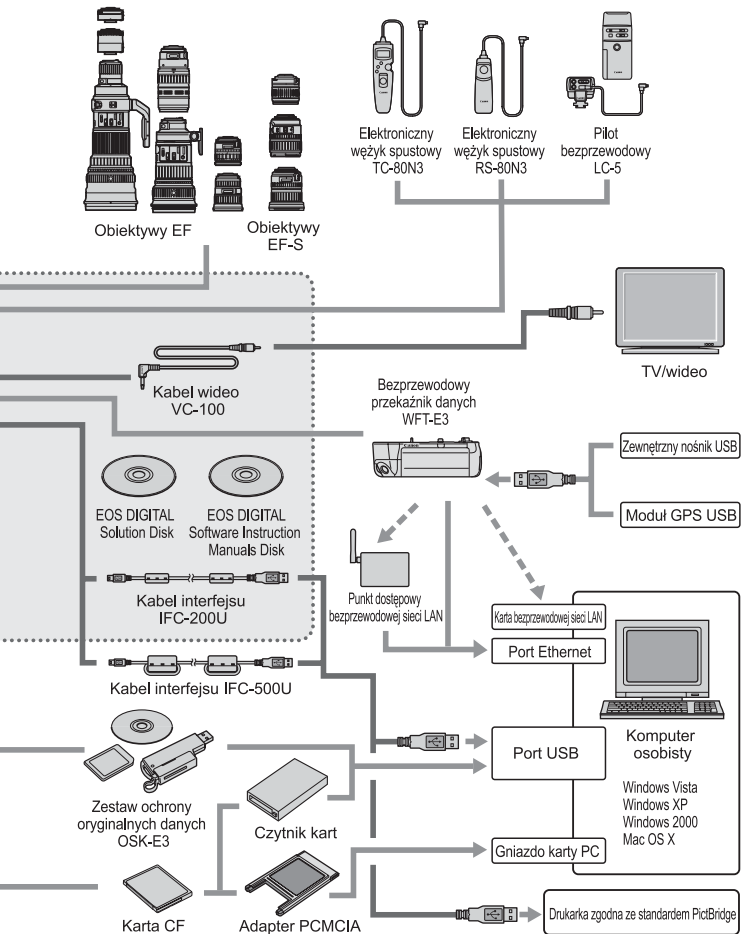 Elektroniczny
wężyk spustowy
TC-80N3
Elektroniczny
wężyk spustowy
RS-80N3
Pilot
bezprzewodowy
LC-5
Obiektywy EF
Obiektywy
EF-S
TV/wideo
Kabel wideo
VC-100
Bezprzewodowy
przekaźnik danych
WFT-E3
Zewnętrzny nośnik USB
Moduł GPS USB
EOS DIGITAL
Solution Disk
EOS DIGITAL
Software Instruction
Manuals Disk
Punkt dostępowy
bezprzewodowej sieci LAN
Kabel interfejsu
IFC-200U
Karta bezprzewodowej sieci LAN
Port Ethernet
Kabel interfejsu IFC-500U
Port USB
Komputer
osobisty
Windows Vista
Windows XP
Windows 2000
Mac OS X
Zestaw ochrony
oryginalnych danych
OSK-E3
Czytnik kart
Gniazdo karty PC
Karta CF
Adapter PCMCIA
Drukarka zgodna ze standardem PictBridge